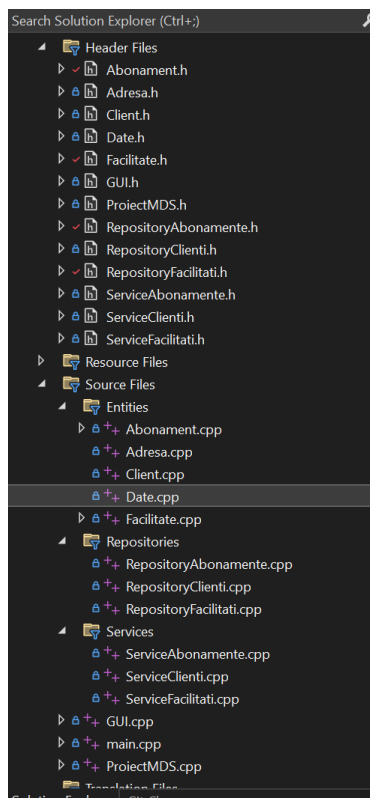 Search Solution Explorer (Ctrl+;)
Header Files
Abonament.h
Adresa.h
Client.h
Date.h
Facilitate.h
GUI.h
ProiectMDS.h
RepositoryAbonamente.h
RepositoryClienti.h
RepositoryFacilitati.h
ServiceAbonamente.h
ServiceClienti.h
ServiceFacilitati.h
Resource Files
Source Files
Entities
Abonament.cpp
Adresa.cpp
Client.cpp
Date.cpp
Facilitate.cpp
Repositories
RepositoryAbonamente.cpp
RepositoryClienti.cpp
RepositoryFacilitati.cpp
Services
ServiceAbonamente.cpp
ServiceClienti.cpp
ServiceFacilitati.cpp
GUI.cpp
main.cpp
ProiectMDS.cpp
Translation Files